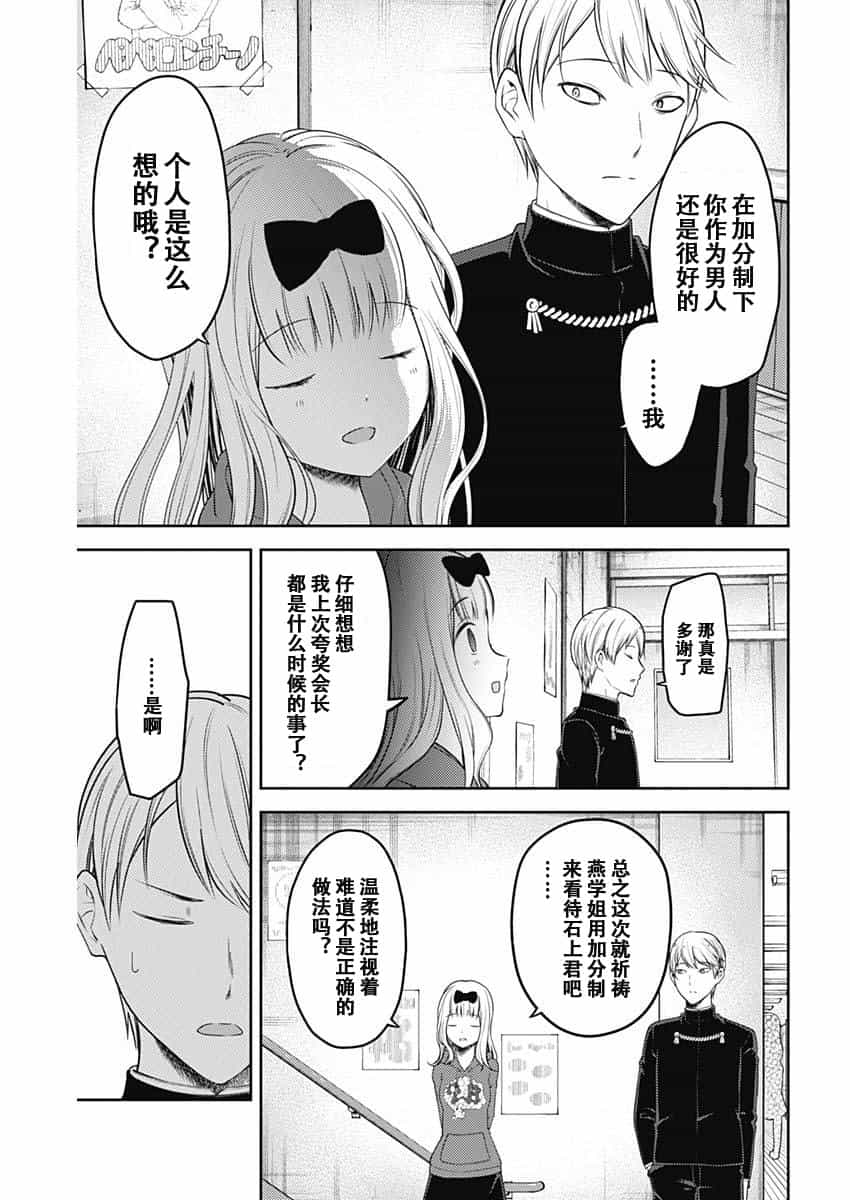 在加分制下
你作为男人
还是很好的
……我
个人是这么
想的哦？
那真是
多谢了
仔细想想
我上次夸奖会长
都是什么时候的事了？
……是啊
总之这次就祈祷
燕学姐用加分制
来看待石上君吧
……
温柔地注视着
难道不是正确的
做法吗？